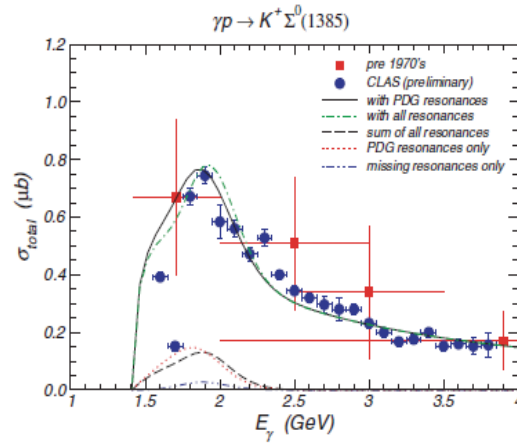 γp → K⁺Σ⁰(1385)
1.2
1.0
0.8
0.6
0.4
0.2
0.0
σtotal (μb)
pre 1970's
CLAS (preliminary)
with PDG resonances
with all resonances
sum of all resonances
PDG resonances only
missing resonances only
1 1.5 2 2.5 3 3.5 4
Eγ (GeV)